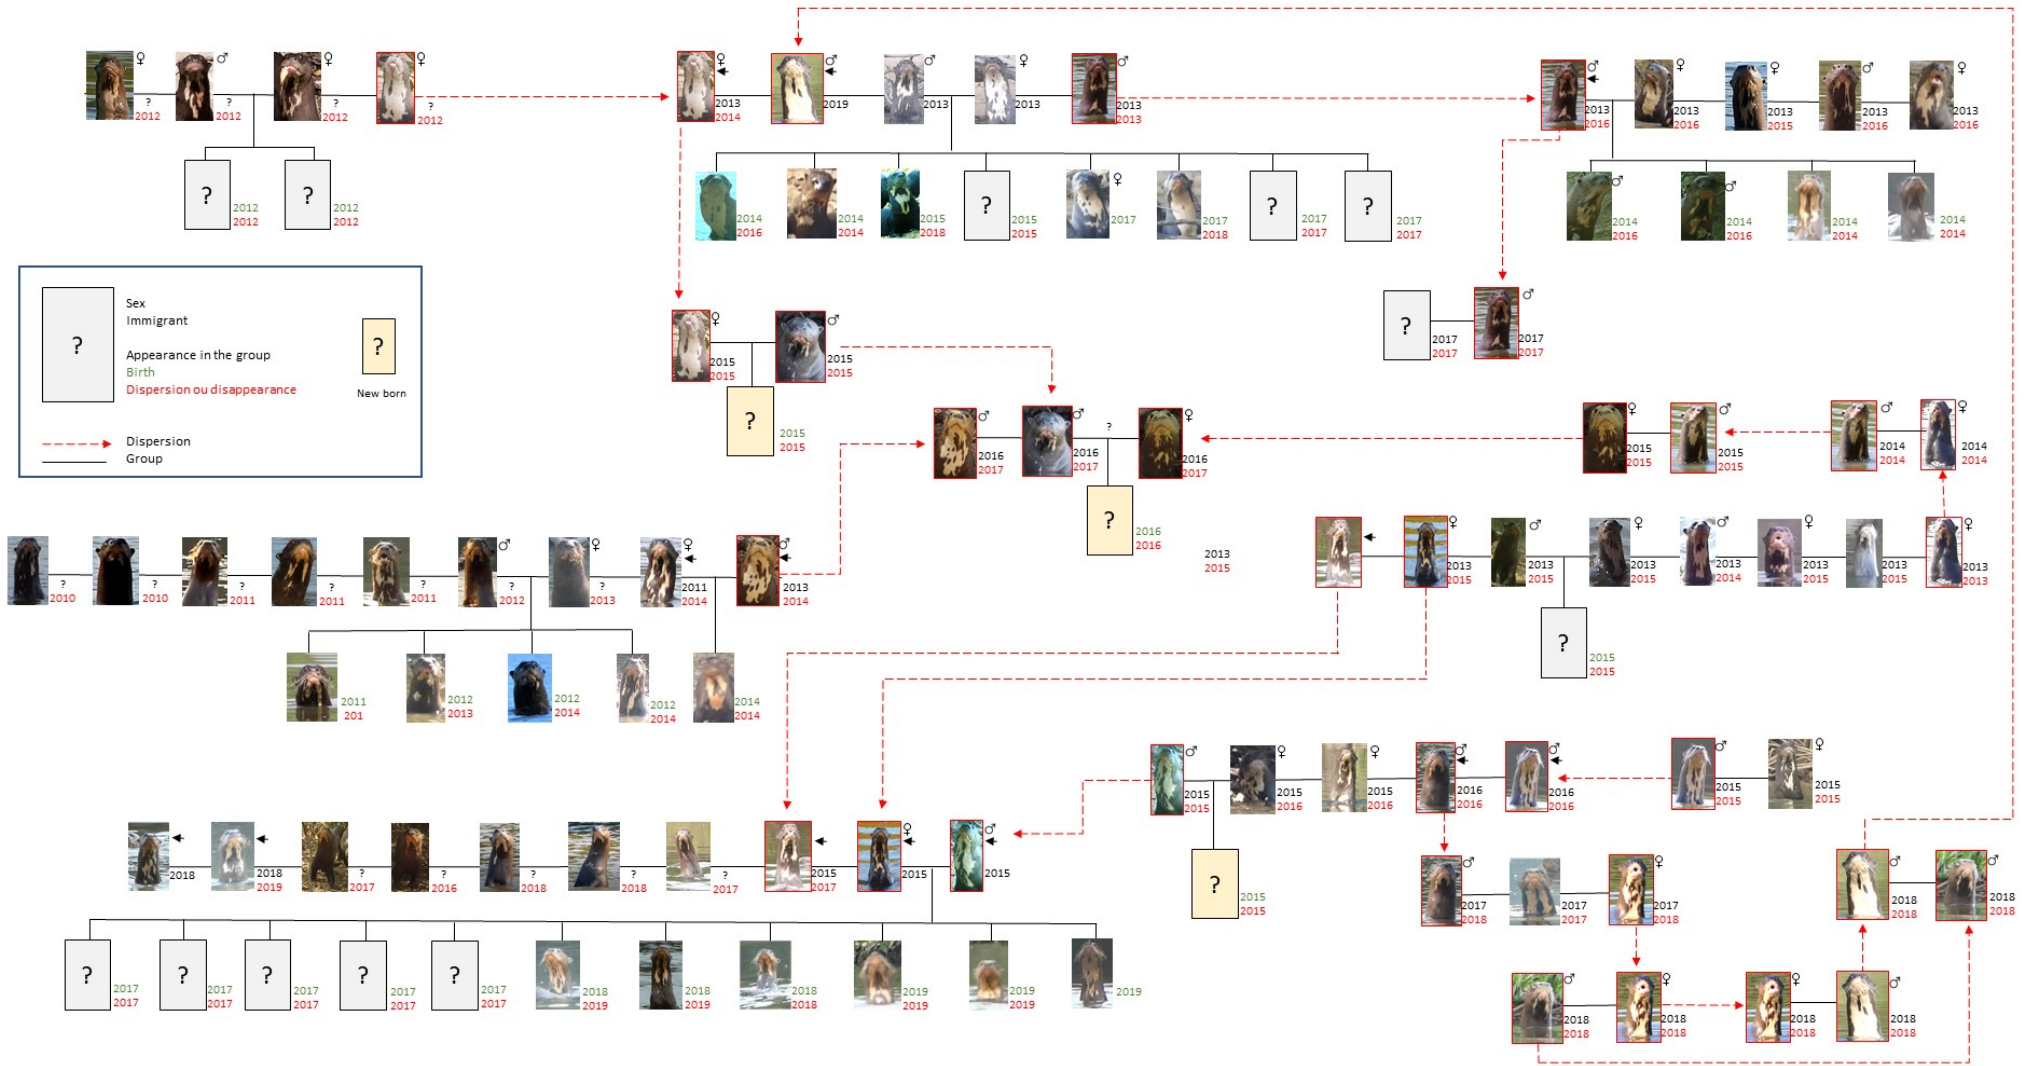 ♀ ♂ ♀ ♀ ♀ ♂ ♂ ♀ ♂ ♂ ♀ ♀ ♂ ♀
? ? ? ? 2013 2019 2013 2013 2013 2013 2013 2013 2013 2013
2012 2012 2012 2012 2014 2013 2016 2016 2015 2016 2016
? ? ? ? ? ♀ ♂ ♂
2012 2012 2014 2014 2015 2015 2017 2017 2017 2017 2014 2014 2014 2014
2012 2012 2016 2014 2018 2015 2018 2017 2017 2016 2016 2014 2014
Sex
Immigrant
?
?
Appearance in the group
Birth
Dispersion ou disappearance
New born
Dispersion
Group
♀ ♂ ? ♂
2015 2015 2017 2017
2015 2015 2017 2017
?
2015
2015
♂ ♂ ? ♀ ♀ ♂ ♂ ♀
2016 2016 2016 2015 2015 2014 2014
2017 2017 2017 2015 2015 2014 2014
?
2016
2016
2013
2015
♂ ♀ ♀ ♂ ♀ ♂ ♀ ♂ ♀ ♀
? ? ? ? ? ? ? 2011 2013 2013 2013 2013 2013 2013 2013 2013
2010 2010 2011 2011 2011 2012 2013 2014 2014 2015 2015 2015 2014 2015 2015 2013
?
2015
2015
2011 2012 2012 2012 2014
201 2013 2014 2014 2014
♂ ♀ ♀ ♂ ♂ ♂ ♀
2015 2015 2015 2016 2016 2015 2015
2015 2016 2016 2016 2016 2015 2015
♀ ♂
2018 2018 ? ? ? ? ? 2015 2015 2015
2019 2017 2016 2018 2018 2017 2017
?
2015
2015
♂ ♀ ♂ ♂
2017 2017 2017 2018 2018
2018 2017 2018 2018 2018
? ? ? ? ?
2017 2017 2017 2017 2017 2018 2018 2018 2019 2019 2019
2017 2017 2017 2017 2017 2019 2019 2018 2019 2019
♂ ♀ ♀ ♂
2018 2018 2018 2018
2018 2018 2018 2018